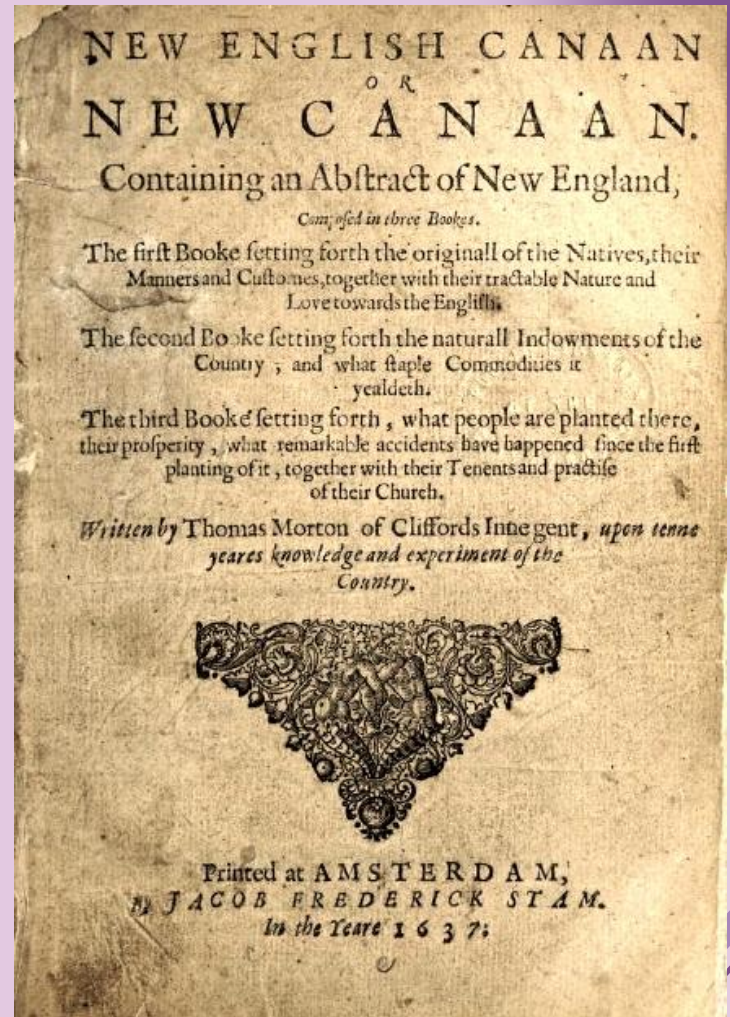 NEW ENGLISH CANAAN
OR
NEW CANAAN.
Containing an Abſtract of New England,
Compoſed in three Bookes.
The firſt Booke ſetting forth the originall of the Natives, their
Manners and Cuſtomes, together with their tractable Nature and
Love towards the Engliſh.
The ſecond Booke ſetting forth the naturall Indowments of the
Country, and what ſtaple Commodities it
yealdeth.
The third Booke ſetting forth, what people are planted there,
their proſperity, what remarkable accidents have happened ſince the firſt
planting of it, together with their Tenents and practiſe
of their Church.
Written by Thomas Morton of Cliffords Inne gent, upon tenne
yeares knowledge and experiment of the
Country.
Printed at AMSTERDAM,
By JACOB FREDERICK STAM.
In the Yeare 1637: